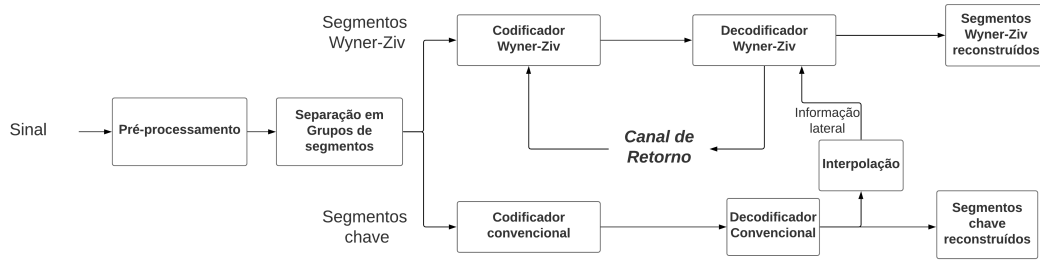 Segmentos
Wyner-Ziv
Codificador
Wyner-Ziv
Decodificador
Wyner-Ziv
Segmentos
Wyner-Ziv
reconstruídos
Sinal
Pré-processamento
Separação em
Grupos de
segmentos
Canal de
Retorno
Informação
lateral
Interpolação
Segmentos
chave
Codificador
convencional
Decodificador
Convencional
Segmentos
chave
reconstruídos